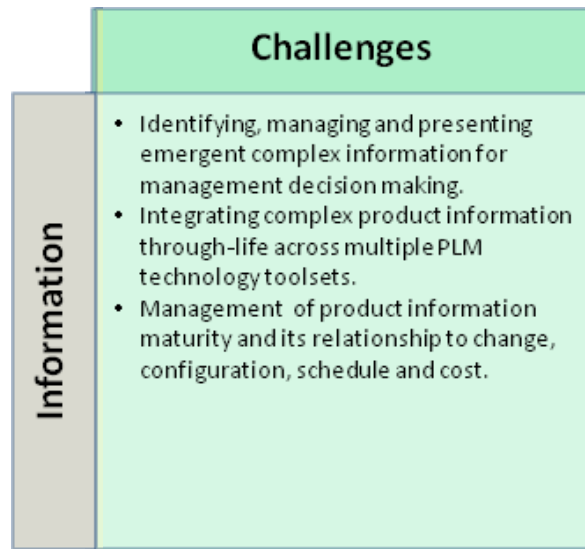 Challenges
Information
• Identifying, managing and presenting
emergent complex information for
management decision making.
• Integrating complex product information
through-life across multiple PLM
technology toolsets.
• Management of product information
maturity and its relationship to change,
configuration, schedule and cost.